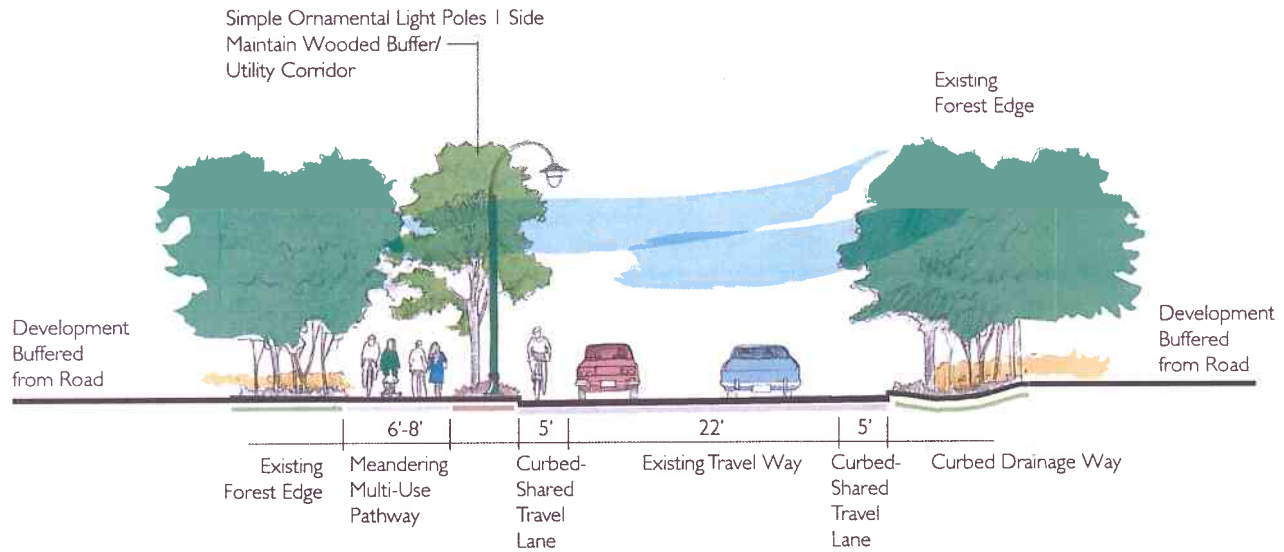 Simple Ornamental Light Poles 1 Side
Maintain Wooded Buffer/
Utility Corridor
Existing
Forest Edge
Development
Buffered
from Road
Development
Buffered
from Road
6'-8'
5'
22'
5'
Existing
Forest Edge
Meandering
Multi-Use
Pathway
Curbed-
Shared
Travel
Lane
Existing Travel Way
Curbed-
Shared
Travel
Lane
Curbed Drainage Way